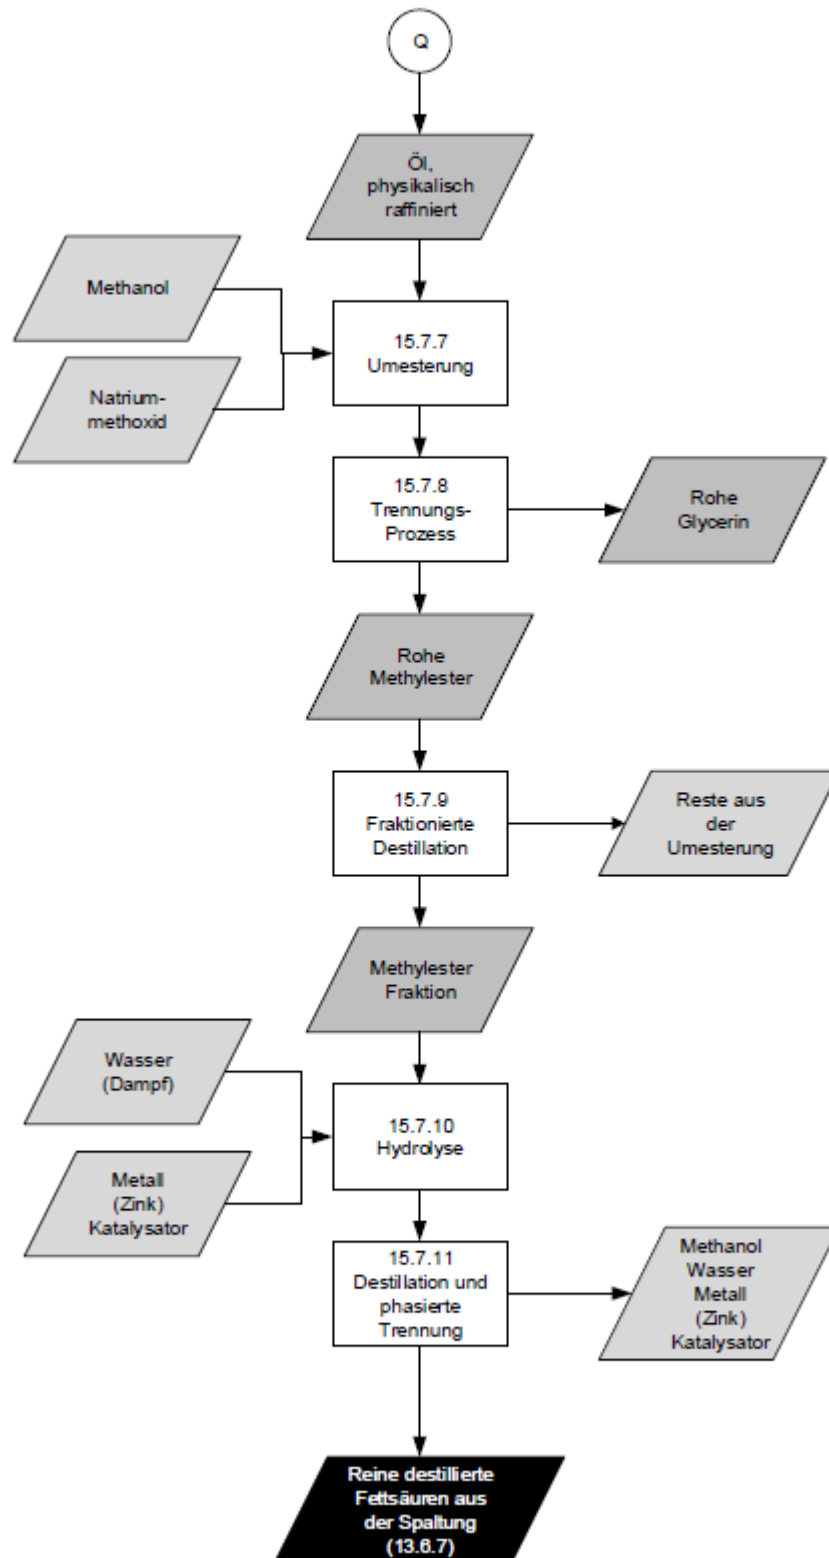 Q
Öl,
physikalisch
raffiniert
Methanol
Natrium-
methoxid
15.7.7
Umesterung
15.7.8
Trennungs-
Prozess
Rohe
Glycerin
Rohe
Methylester
15.7.9
Fraktionierte
Destillation
Reste aus
der
Umesterung
Methylester
Fraktion
Wasser
(Dampf)
Metall
(Zink)
Katalysator
15.7.10
Hydrolyse
15.7.11
Destillation und
phasierte
Trennung
Methanol
Wasser
Metall
(Zink)
Katalysator
Reine destillierte
Fettsäuren aus
der Spaltung
(13.6.7)